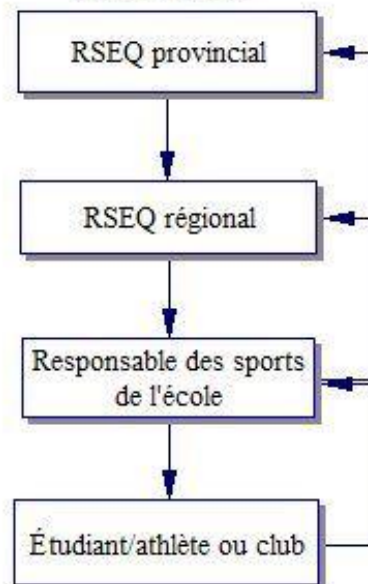 RSEQ provincial
RSEQ régional
Responsable des sports
de l'école
Étudiant/athlète ou club